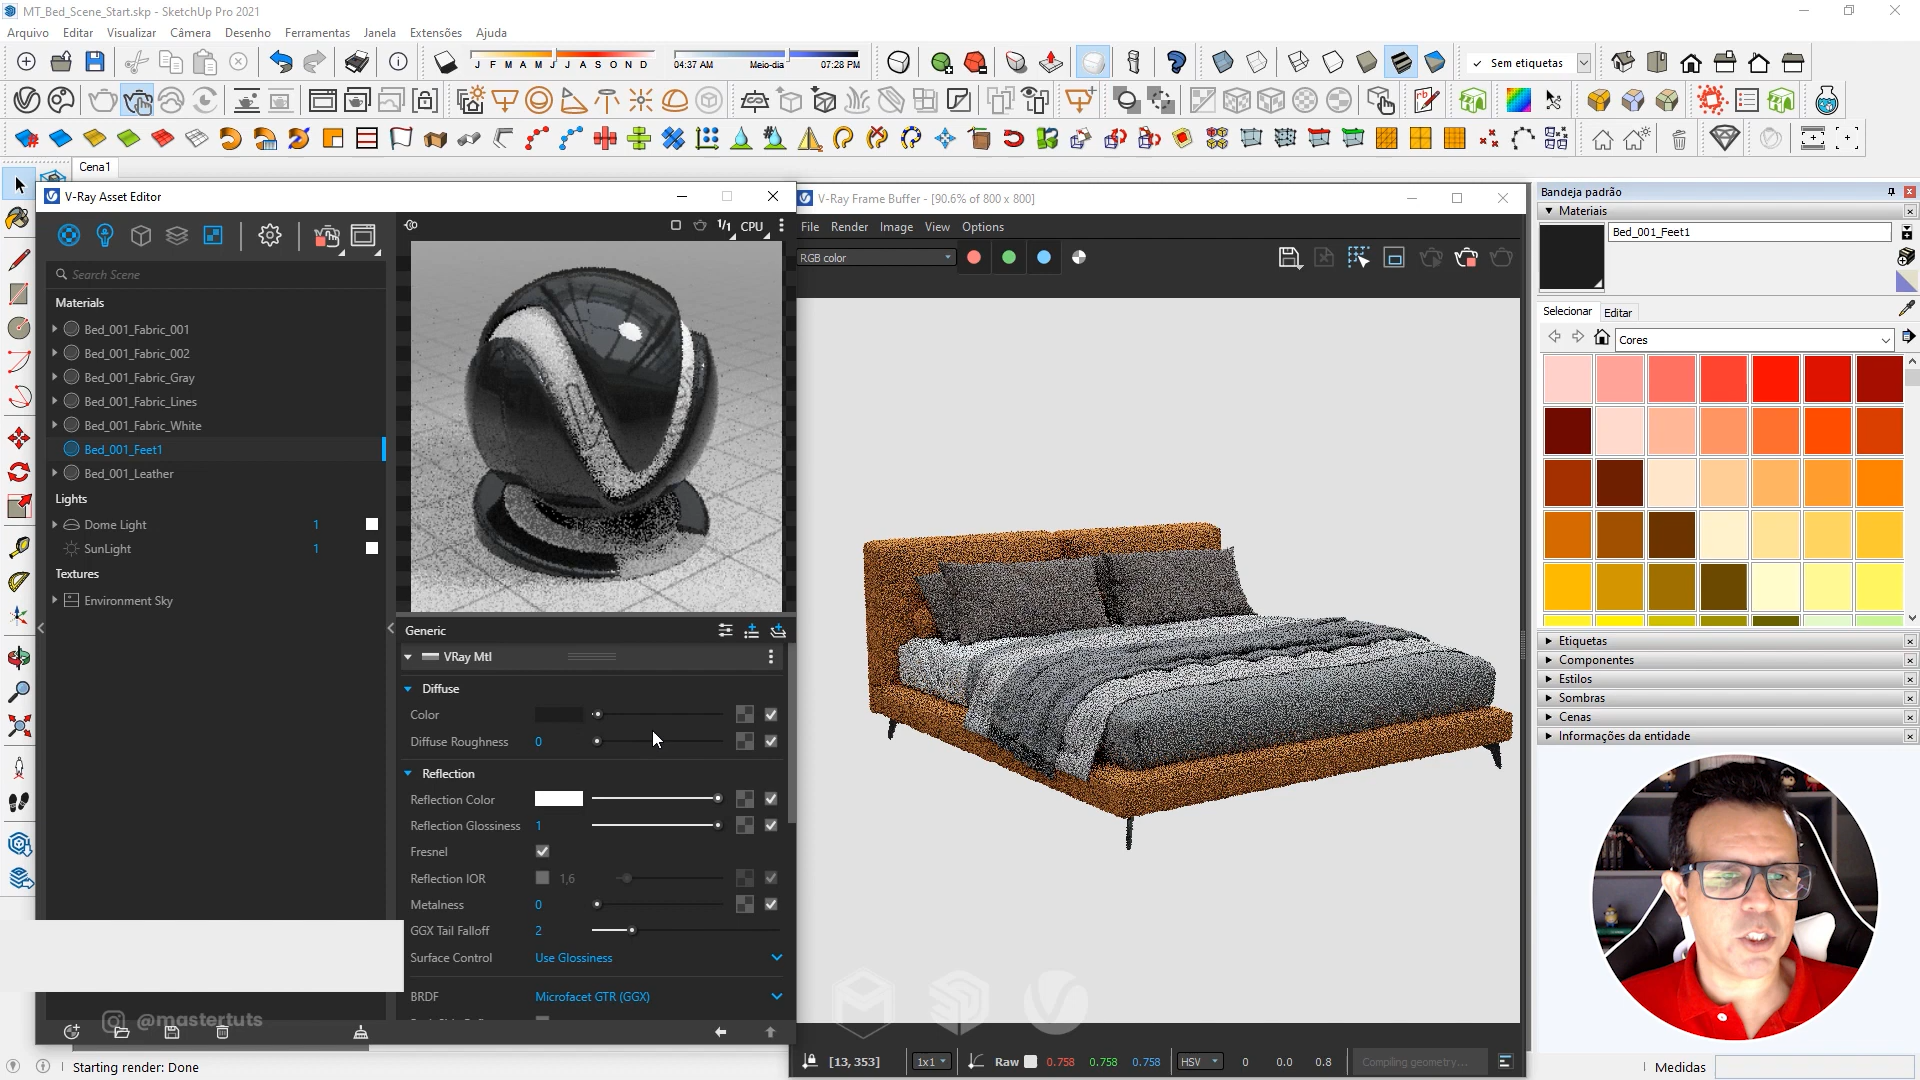 MT_Bed_Scene_Start.skp - SketchUp Pro 2021
Arquivo Editar Visualizar Câmera Desenho Ferramentas Janela Extensões Ajuda
J F M A M J J A S O N D
04:37 AM Meio-dia 07:28 PM
Sem etiquetas
Cena1
V-Ray Asset Editor
1/1 CPU
Search Scene
Materials
Bed_001_Fabric_001
Bed_001_Fabric_002
Bed_001_Fabric_Gray
Bed_001_Fabric_Lines
Bed_001_Fabric_White
Bed_001_Feet1
Bed_001_Leather
Lights
Dome Light 1
SunLight 1
Textures
Environment Sky
Generic
VRay Mtl
Diffuse
Color
Diffuse Roughness 0
Reflection
Reflection Color
Reflection Glossiness 1
Fresnel
Reflection IOR 1,6
Metalness 0
GGX Tail Falloff 2
Surface Control Use Glossiness
BRDF Microfacet GTR (GGX)
@mastertuts
Starting render: Done
V-Ray Frame Buffer - [90.6% of 800 x 800]
File Render Image View Options
RGB color
[13, 353] 1x1 Raw 0.758 0.758 0.758 HSV 0 0.0 0.8 Compiling geometry...
Bandeja padrão
Materiais
Bed_001_Feet1
Selecionar Editar
Cores
Etiquetas
Componentes
Estilos
Sombras
Cenas
Informações da entidade
Medidas